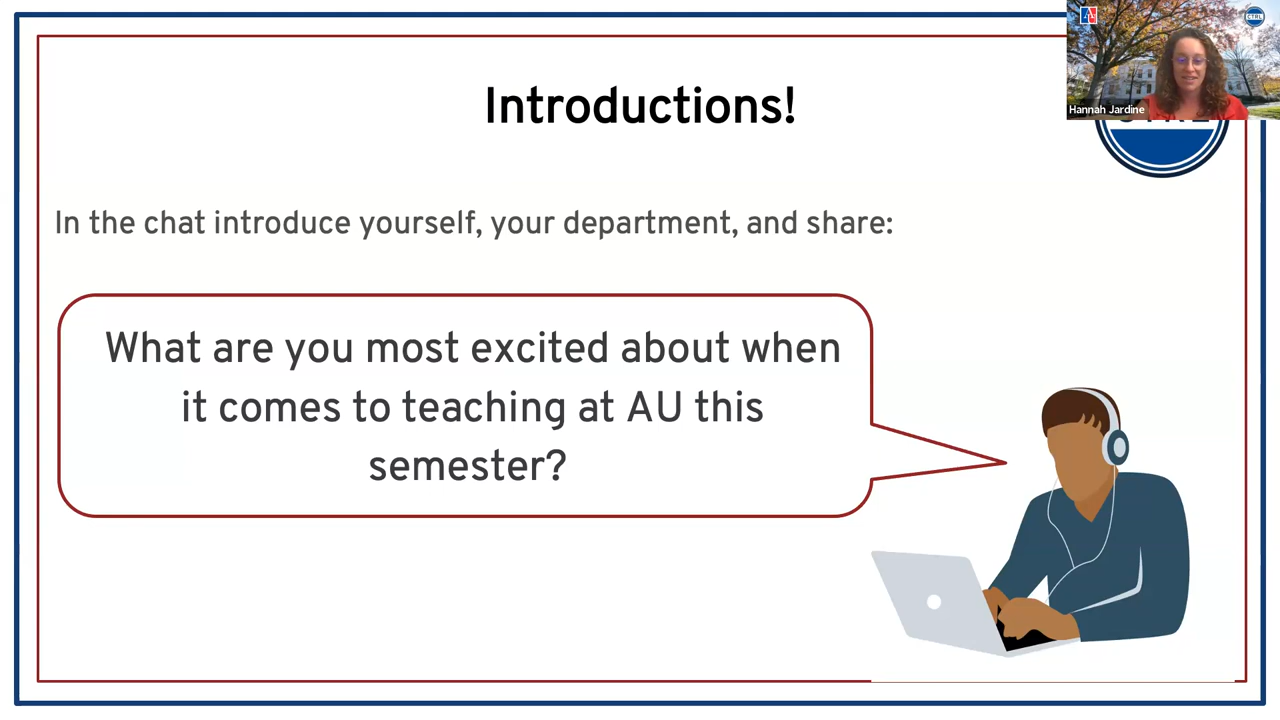 Introductions!
Hannah Jardine
CTRL
In the chat introduce yourself, your department, and share:
What are you most excited about when
it comes to teaching at AU this
semester?